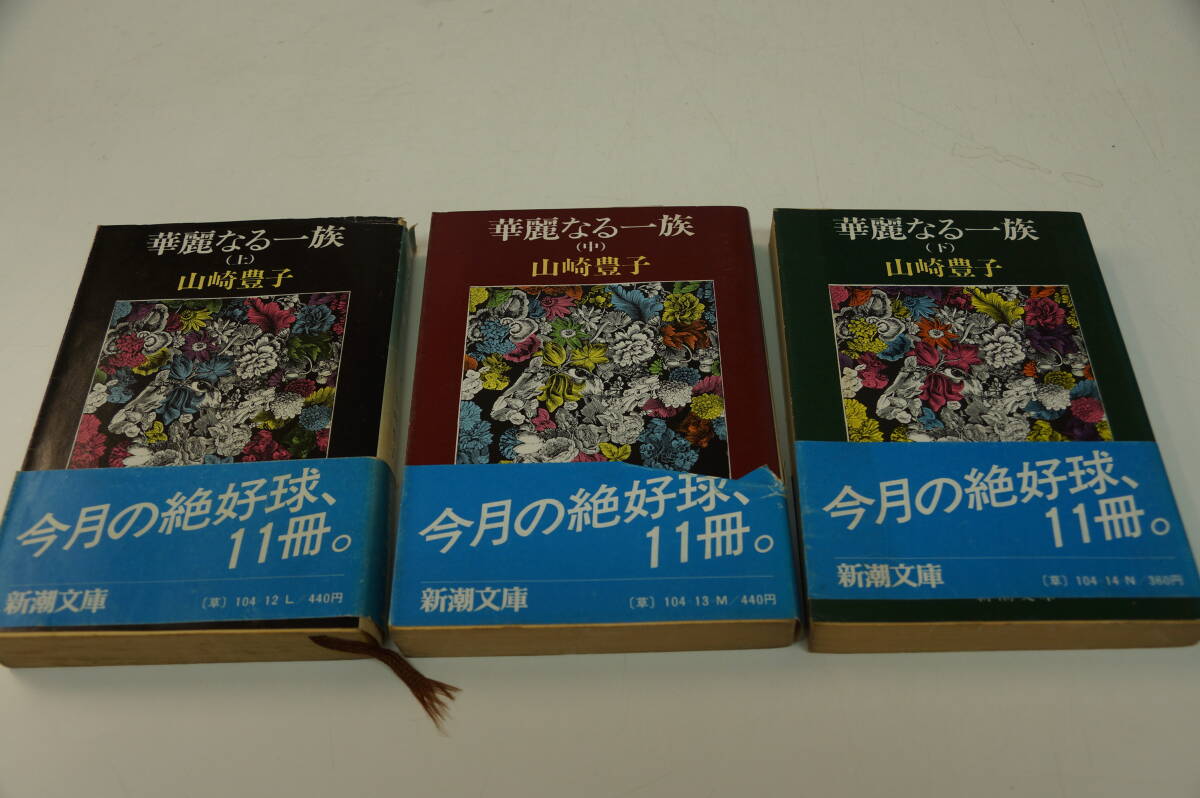 華麗なる一族
(上)
山崎豊子
今月の絶好球、
11冊。
新潮文庫
〔草〕 104 12 L/440円
華麗なる一族
(中)
山崎豊子
今月の絶好球、
11冊。
新潮文庫
〔草〕 104 13 M/440円
華麗なる一族
(下)
山崎豊子
今月の絶好球、
11冊。
新潮文庫
〔草〕 104 14 N/360円